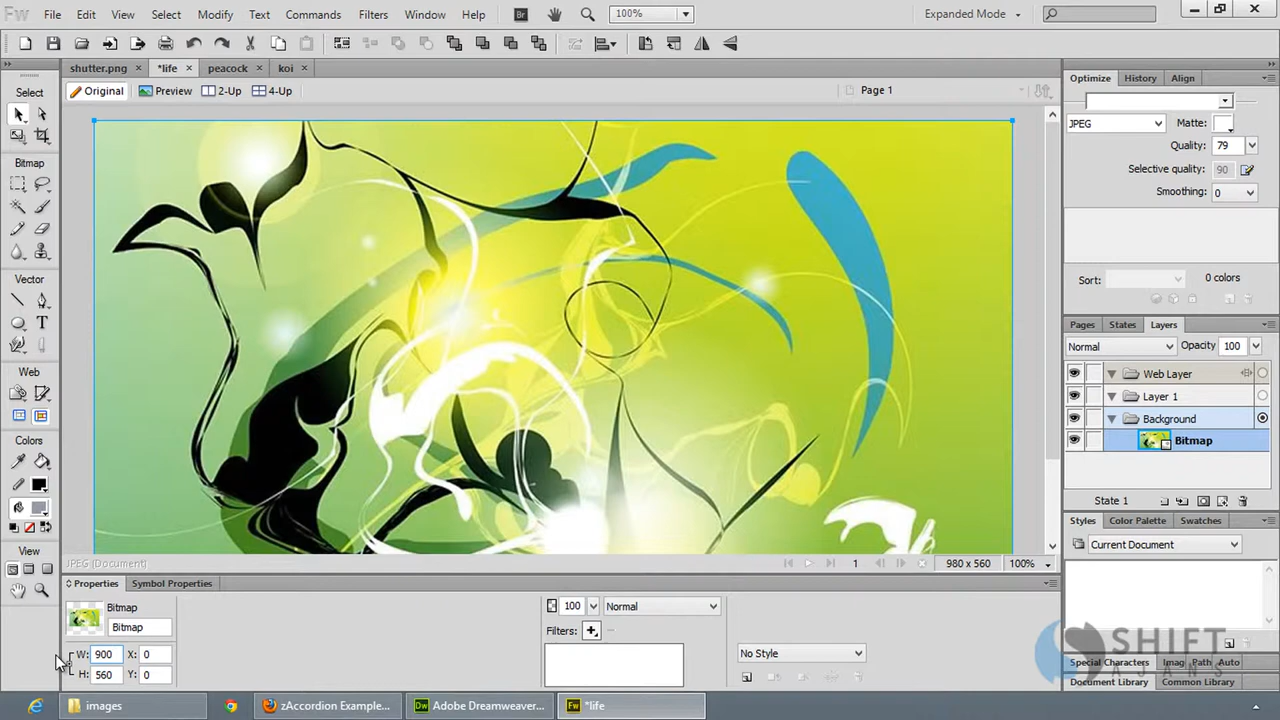 Fw File Edit View Select Modify Text Commands Filters Window Help Br 100% Expanded Mode
shutter.png × *life × peacock × koi ×
Original Preview 2-Up 4-Up Page 1
Select
Bitmap
Vector
Web
Colors
View
Optimize History Align
JPEG Matte:
Quality: 79
Selective quality: 90
Smoothing: 0
Sort: 0 colors
Pages States Layers
Normal Opacity 100
Web Layer
Layer 1
Background
Bitmap
State 1
Styles Color Palette Swatches
Current Document
JPEG (Document) 1 980 x 560 100%
Properties Symbol Properties
Bitmap
Bitmap
W: 900 X: 0
H: 560 Y: 0
100 Normal
Filters:
No Style
SHIFT
AJANS
Special Characters Imag Path Auto
Document Library Common Library
images zAccordion Example... Dw Adobe Dreamweaver... Fw *life